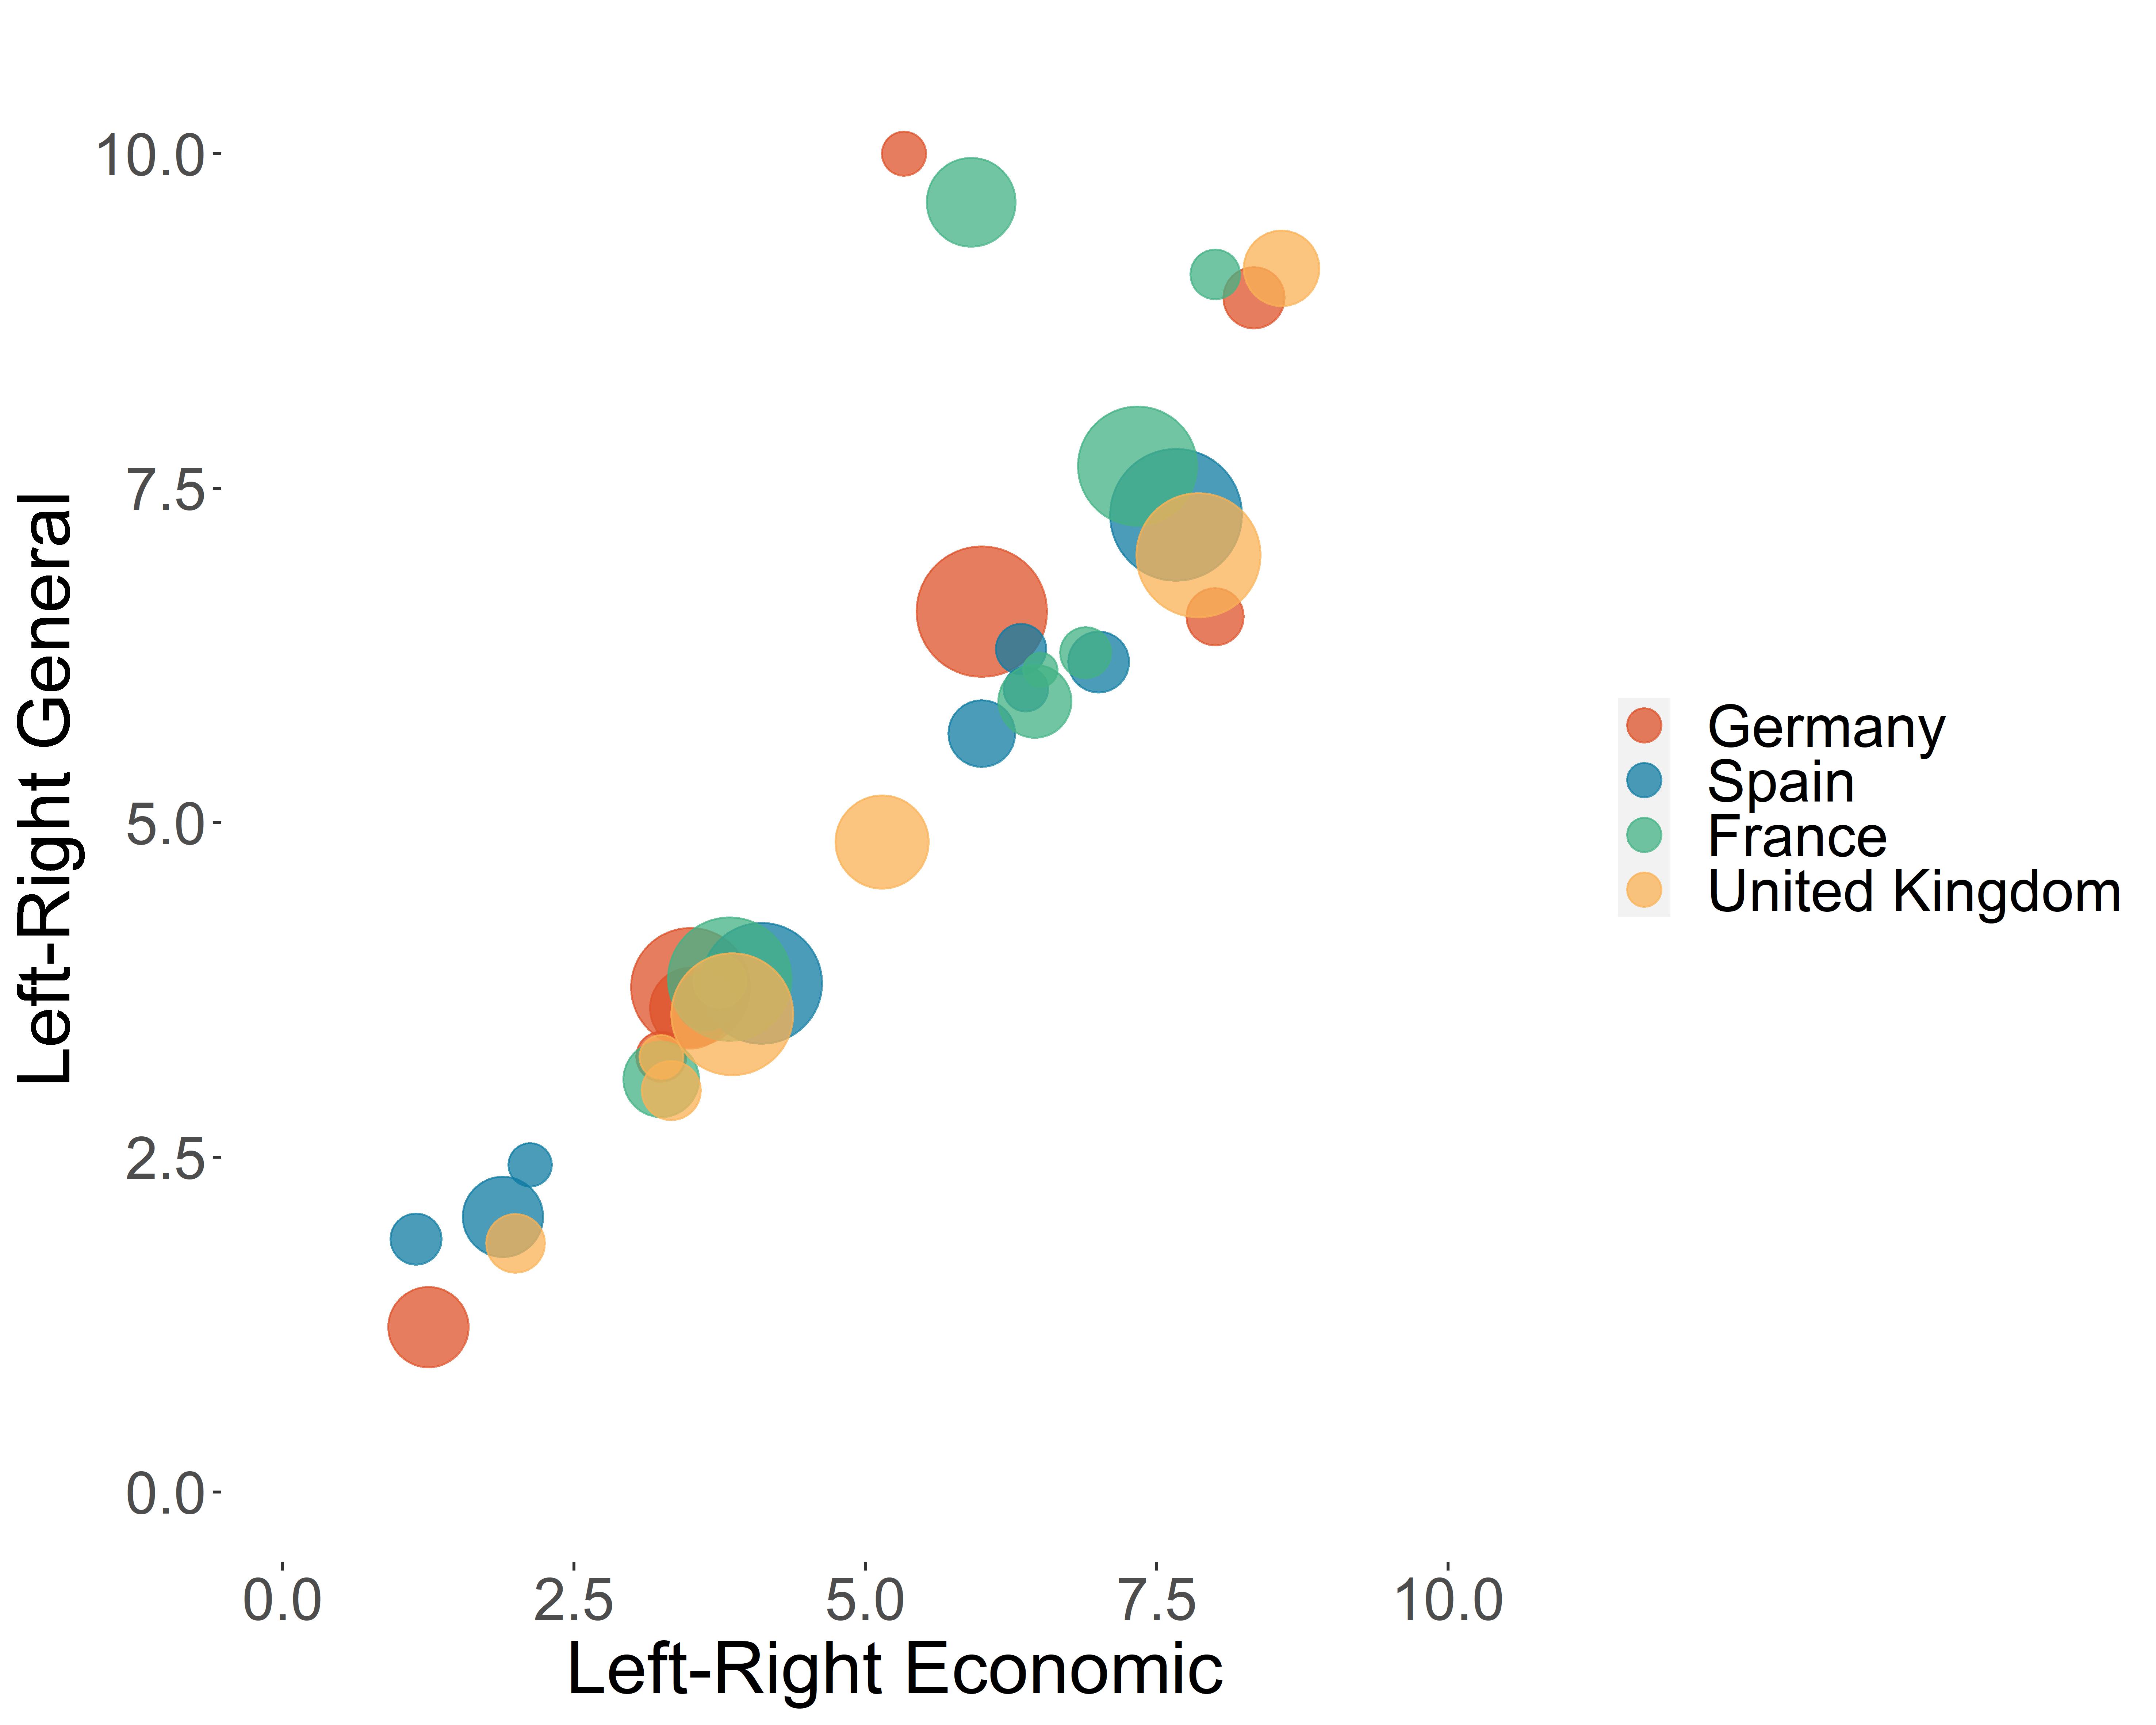 Left-Right General
10.0
7.5
5.0
2.5
0.0
0.0 2.5 5.0 7.5 10.0
Left-Right Economic
Germany
Spain
France
United Kingdom